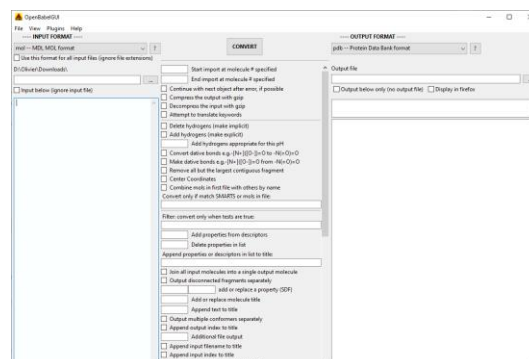 OpenBabelGUI
File View Plugins Help
---- INPUT FORMAT ----
mol -- MDL MOL format
?
Use this format for all input files (ignore file extensions)
D:\Olivier\Downloads\
...
Input below (ignore input file)
CONVERT
Start import at molecule # specified
End import at molecule # specified
Continue with next object after error, if possible
Compress the output with gzip
Decompress the input with gzip
Attempt to translate keywords
Delete hydrogens (make implicit)
Add hydrogens (make explicit)
Add hydrogens appropriate for this pH
Convert dative bonds e.g.-[N+]([O-])=O to -N(=O)=O
Make dative bonds e.g.-[N+]([O-])=O from -N(=O)=O
Remove all but the largest contiguous fragment
Center Coordinates
Combine mols in first file with others by name
Convert only if match SMARTS or mols in file:
Filter: convert only when tests are true:
Add properties from descriptors
Delete properties in list
Append properties or descriptors in list to title:
Join all input molecules into a single output molecule
Output disconnected fragments separately
add or replace a property (SDF)
Add or replace molecule title
Append text to title
Output multiple conformers separately
Append output index to title
Additional file output
Append input filename to title
Append input index to title
---- OUTPUT FORMAT ----
pdb -- Protein Data Bank format
?
Output file
Output below only (no output file) Display in firefox